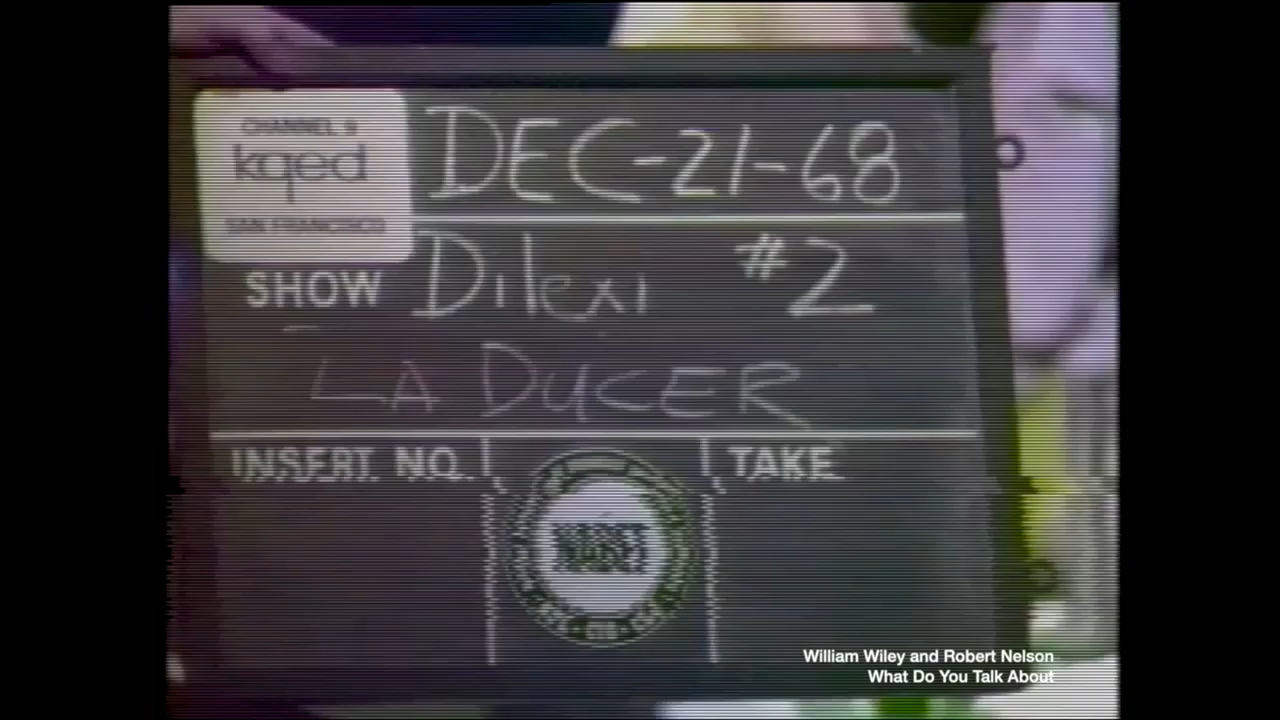 CHANNEL 9
kqed
SAN FRANCISCO
DEC-21-68
SHOW Dilexi #2
LA DUCER
INSERT NO.
TAKE
NABET
William Wiley and Robert Nelson
What Do You Talk About